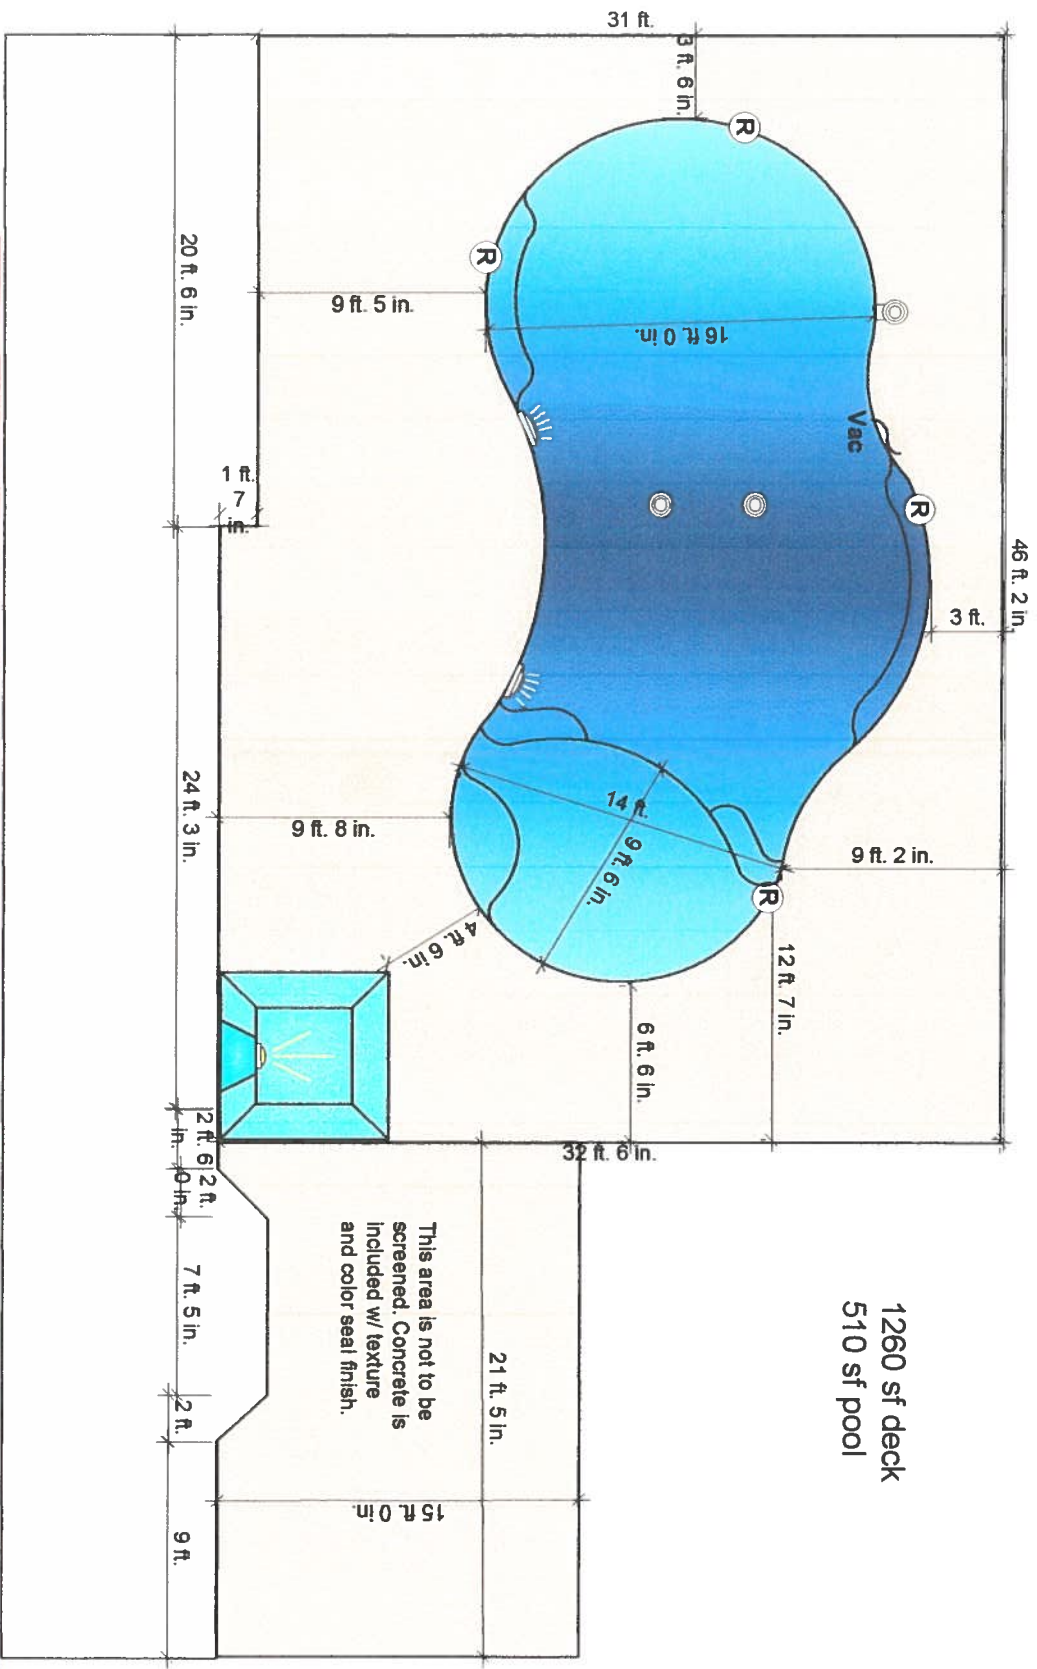 31 ft.
3 ft. 6 in.
R
R
20 ft. 6 in.
9 ft. 5 in.
16 ft. 0 in.
Vac
R
1 ft.
7
in.
46 ft. 2 in.
3 ft.
24 ft. 3 in.
9 ft. 8 in.
14 ft.
9 ft. 6 in.
9 ft. 2 in.
R
4 ft. 6 in.
12 ft. 7 in.
6 ft. 6 in.
32 ft. 6 in.
2 ft. 6
in.
2 ft.
0 in.
7 ft. 5 in.
2 ft.
9 ft.
This area is not to be
screened. Concrete is
included w/ texture
and color seal finish.
21 ft. 5 in.
15 ft. 0 in.
1260 sf deck
510 sf pool